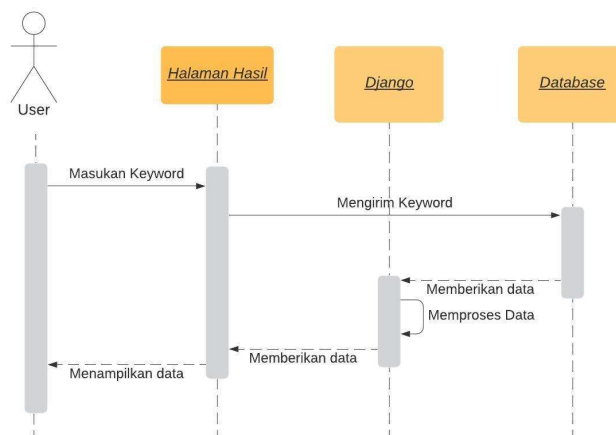 User
Halaman Hasil
Django
Database
Masukan Keyword
Mengirim Keyword
Memberikan data
Memproses Data
Memberikan data
Menampilkan data